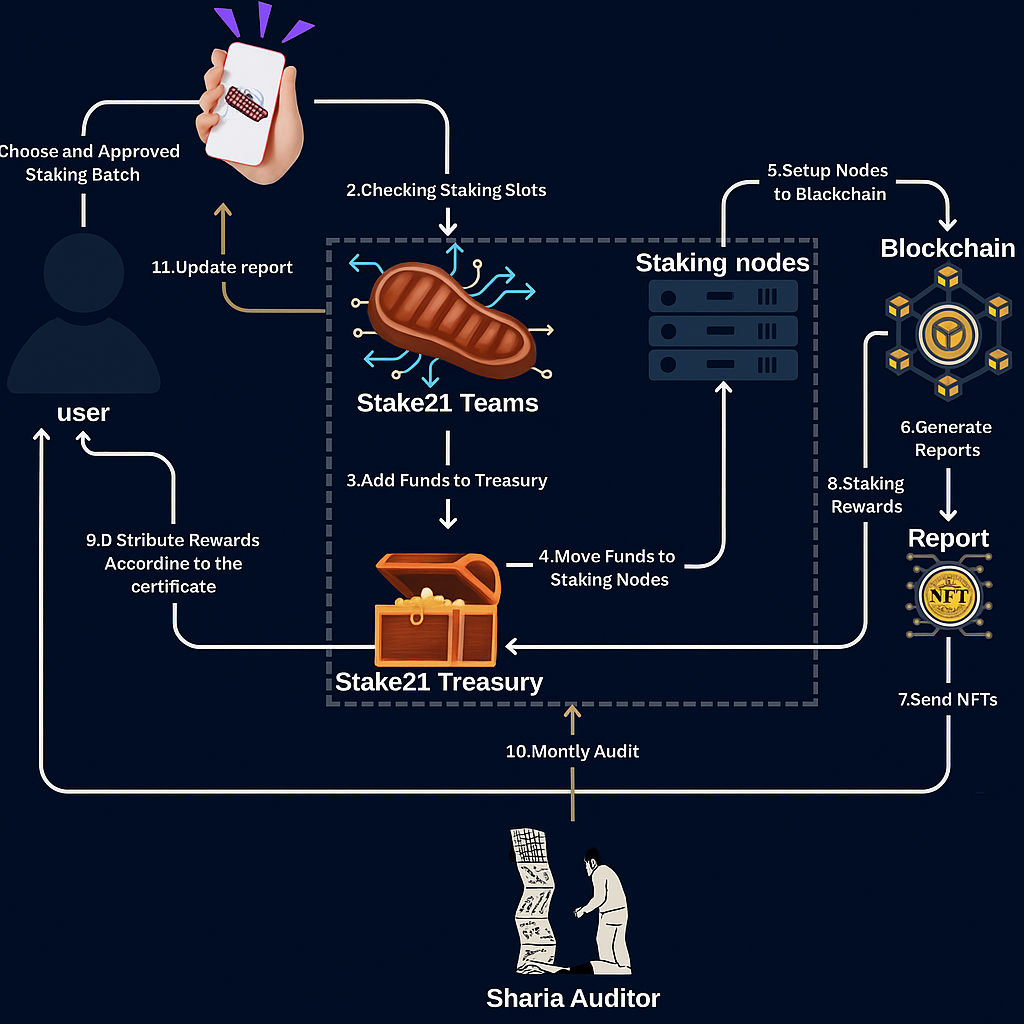 Choose and Approved
Staking Batch
2.Checking Staking Slots
5.Setup Nodes
to Blackchain
11.Update report
Staking nodes
Blockchain
Stake21 Teams
user
6.Generate
Reports
3.Add Funds to Treasury
8.Staking
Rewards
9.D Stribute Rewards
Accordine to the
certificate
Report
4.Move Funds to
Staking Nodes
NFT
Stake21 Treasury
7.Send NFTs
10.Montly Audit
Sharia Auditor